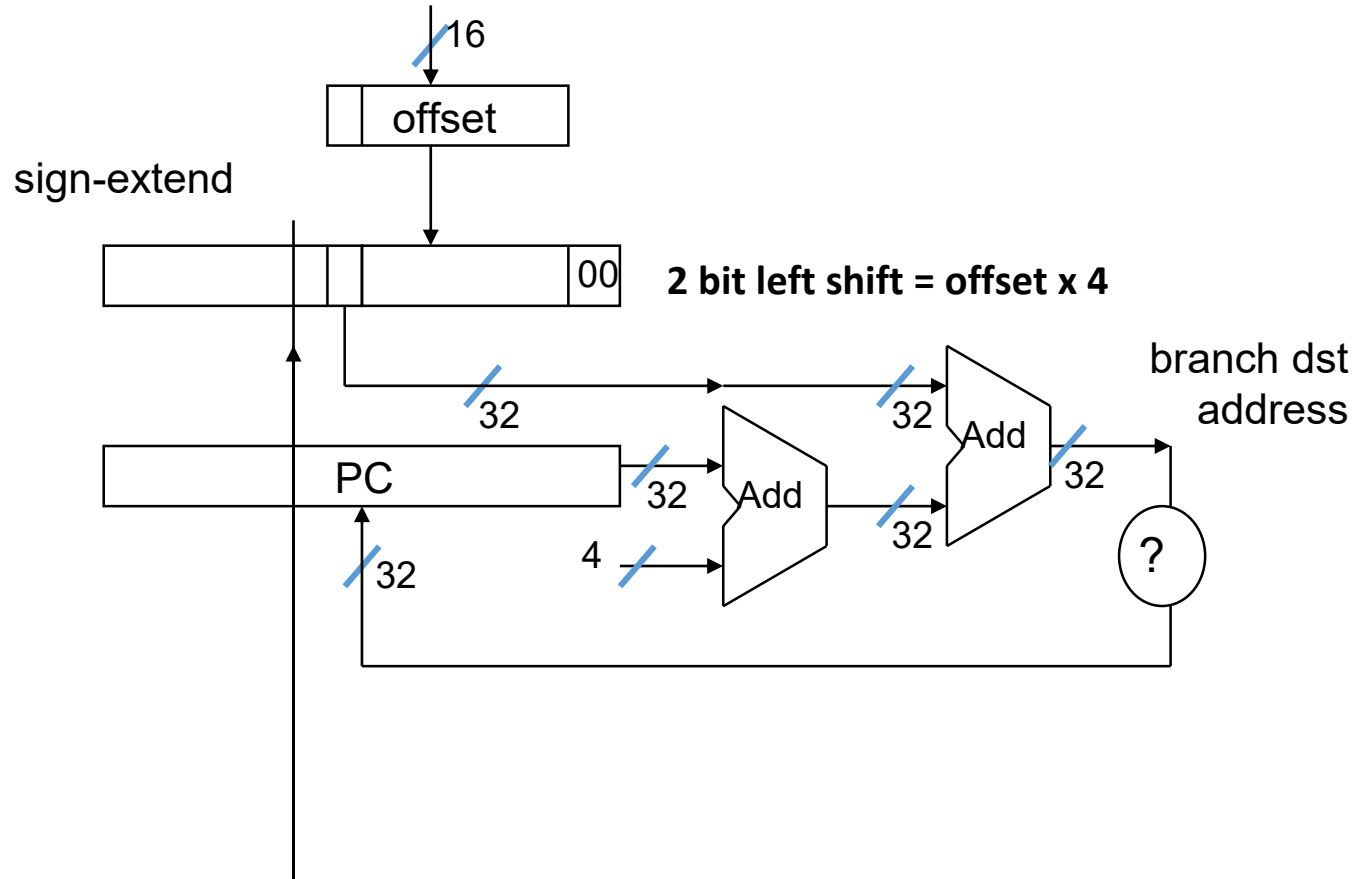 16
offset
sign-extend
00
2 bit left shift = offset x 4
branch dst
address
32
32
Add
32
PC
32
Add
32
32
4
32
?